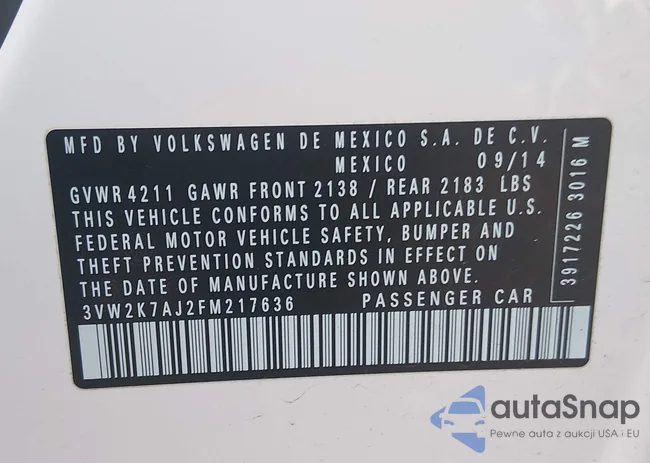 MFD BY VOLKSWAGEN DE MEXICO S.A. DE C.V.
MEXICO 09/14
GVWR 4211 GAWR FRONT 2138 / REAR 2183 LBS
THIS VEHICLE CONFORMS TO ALL APPLICABLE U.S.
FEDERAL MOTOR VEHICLE SAFETY, BUMPER AND
THEFT PREVENTION STANDARDS IN EFFECT ON
THE DATE OF MANUFACTURE SHOWN ABOVE.
3VW2K7AJ2FM217636 PASSENGER CAR
3917226 3016 M
autaSnap
Pewne auta z aukcji USA i EU